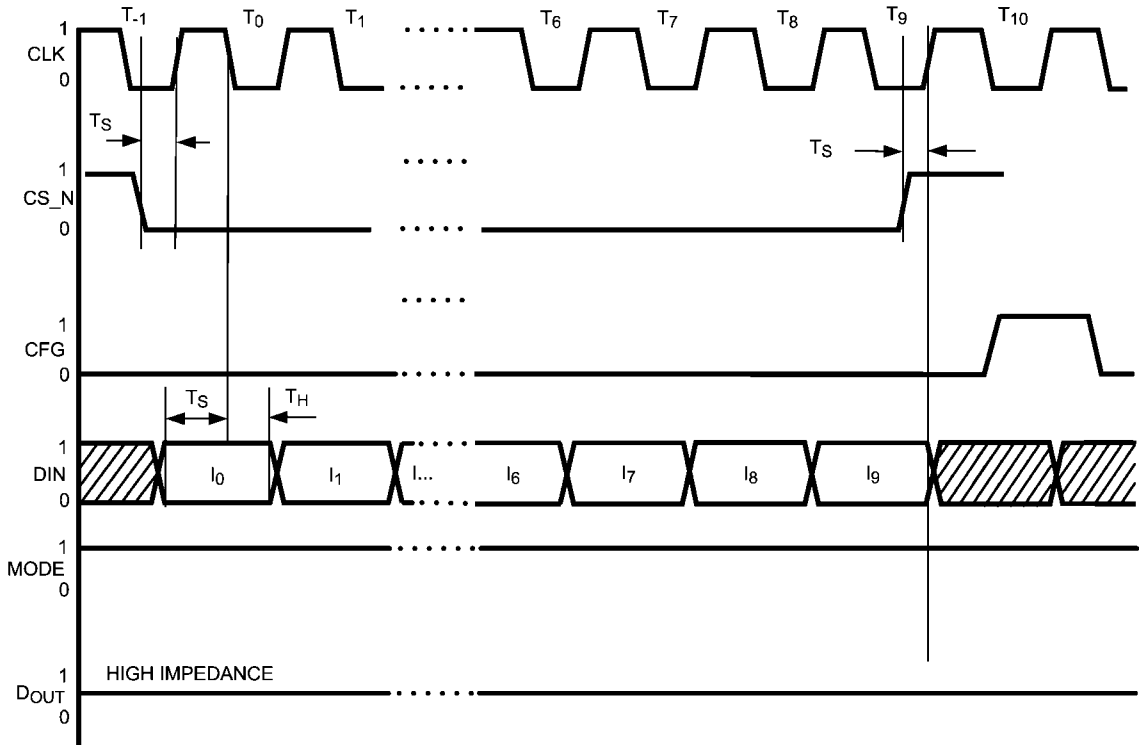 T-1 T0 T1 T6 T7 T8 T9 T10
1
CLK
0
TS
TS
1
CS_N
0
1
CFG
0
TS TH
1
DIN
0
I0 I1 I... I6 I7 I8 I9
1
MODE
0
HIGH IMPEDANCE
1
DOUT
0